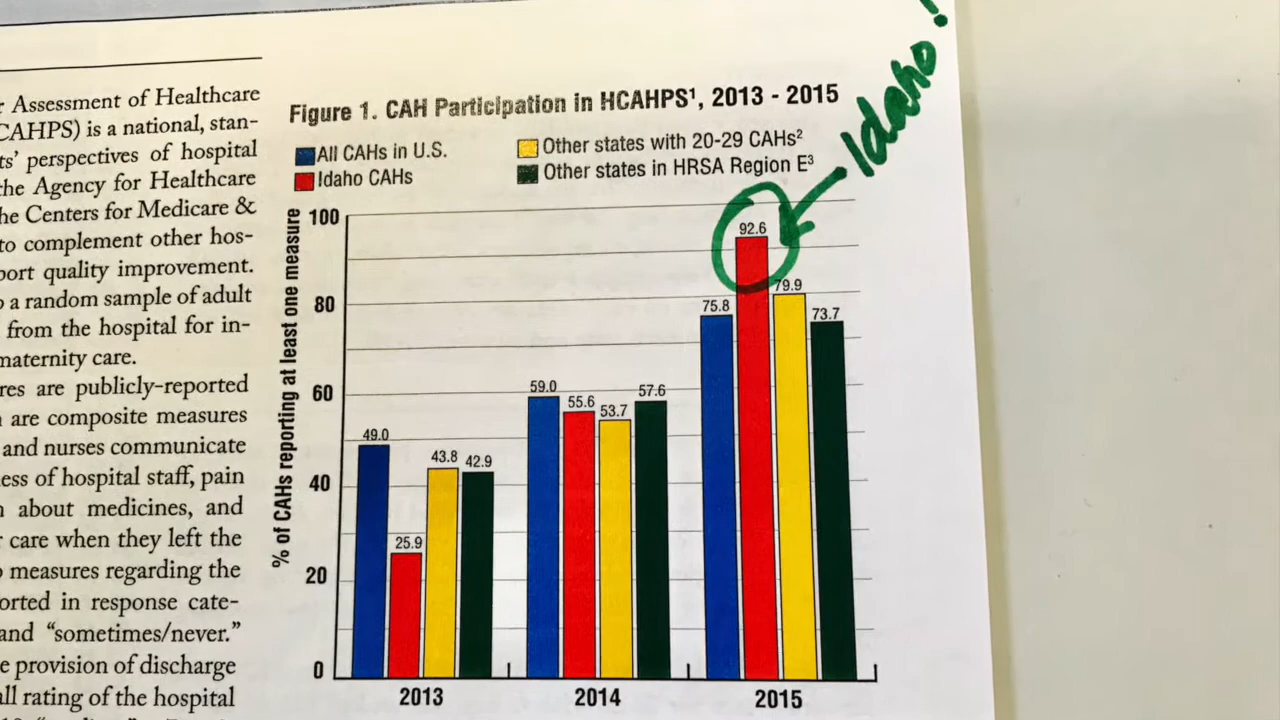 Assessment of Healthcare
CAHPS) is a national, stan-
ts' perspectives of hospital
the Agency for Healthcare
he Centers for Medicare &
to complement other hos-
port quality improvement.
a random sample of adult
from the hospital for in-
maternity care.
res are publicly-reported
are composite measures
and nurses communicate
ess of hospital staff, pain
about medicines, and
care when they left the
measures regarding the
orted in response cate-
and “sometimes/never.”
e provision of discharge
all rating of the hospital
Figure 1. CAH Participation in HCAHPS¹, 2013 - 2015
All CAHs in U.S.
Other states with 20-29 CAHs²
Idaho CAHs
Other states in HRSA Region E³
Idaho!
% of CAHs reporting at least one measure
100
80
60
40
20
0
49.0
25.9
43.8
42.9
59.0
55.6
53.7
57.6
75.8
92.6
79.9
73.7
2013
2014
2015